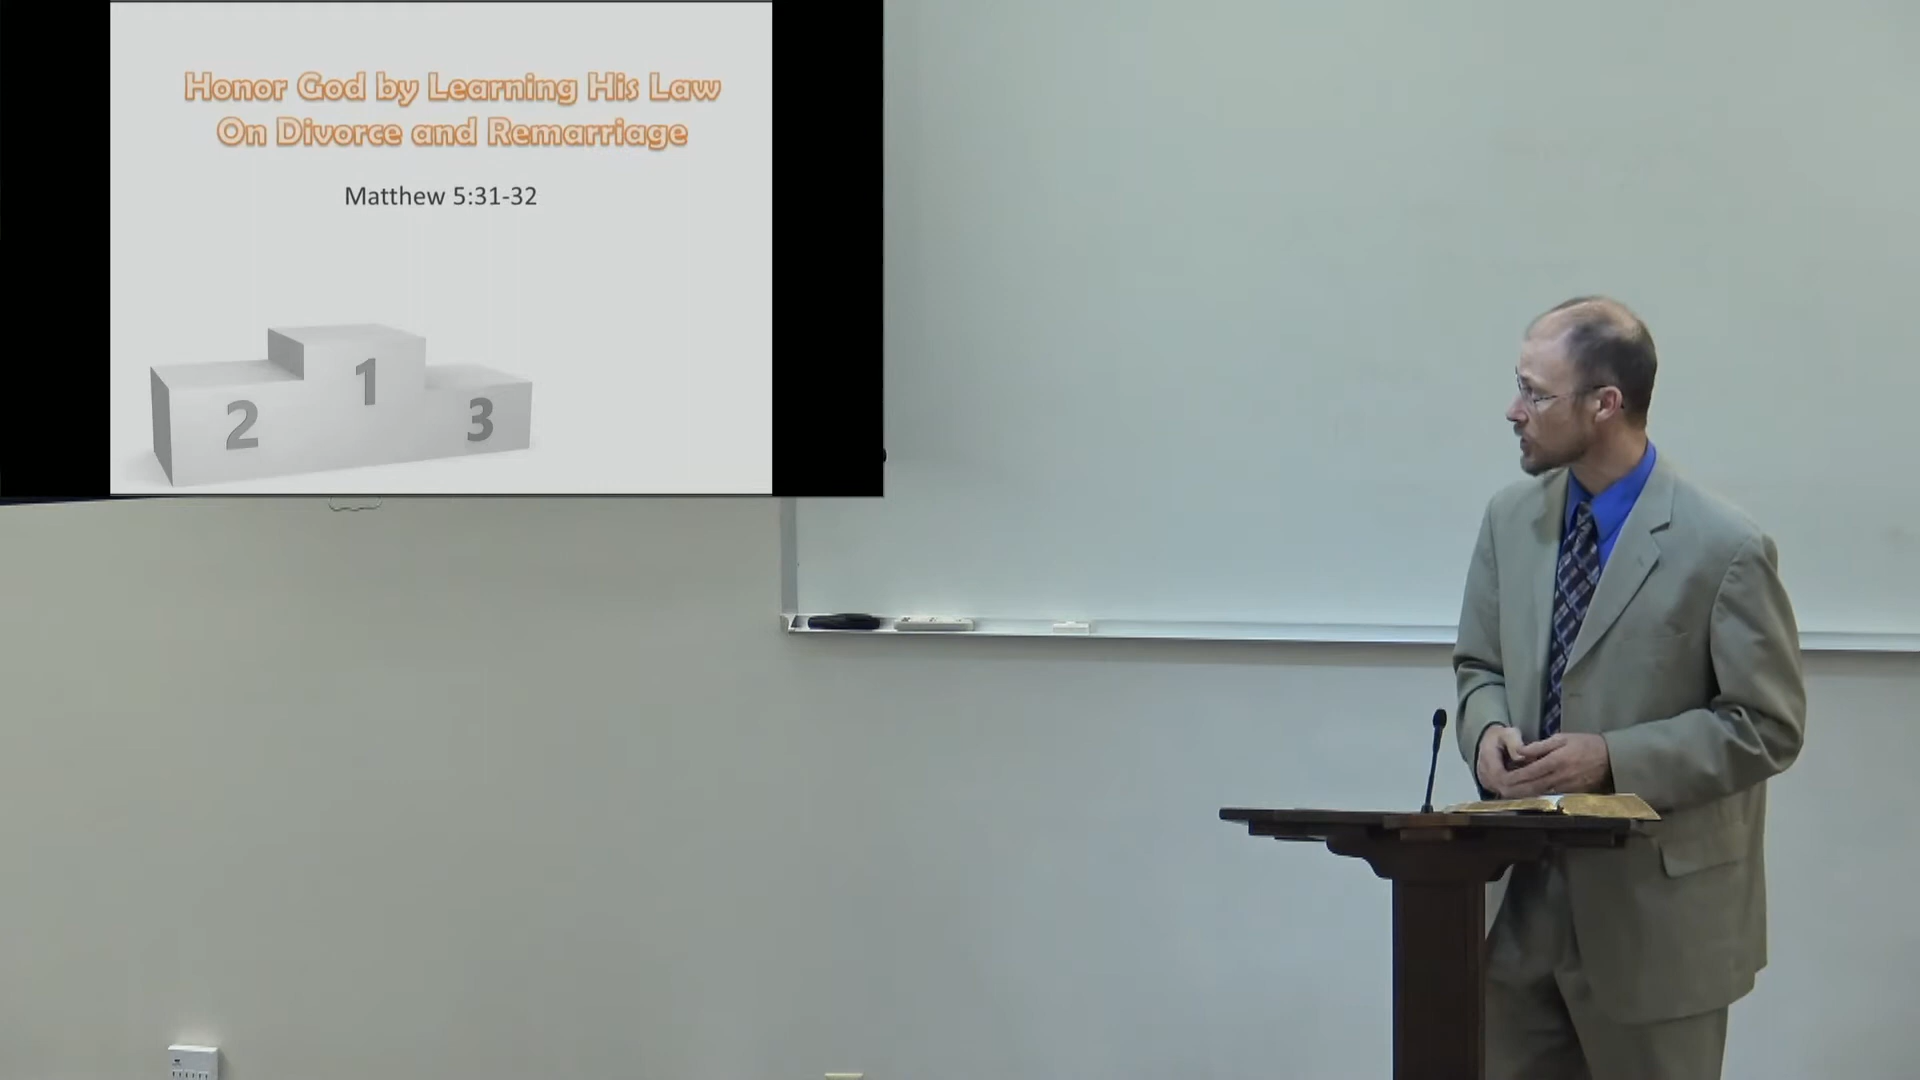 Honor God by Learning His Law
On Divorce and Remarriage
Matthew 5:31-32
1
2
3